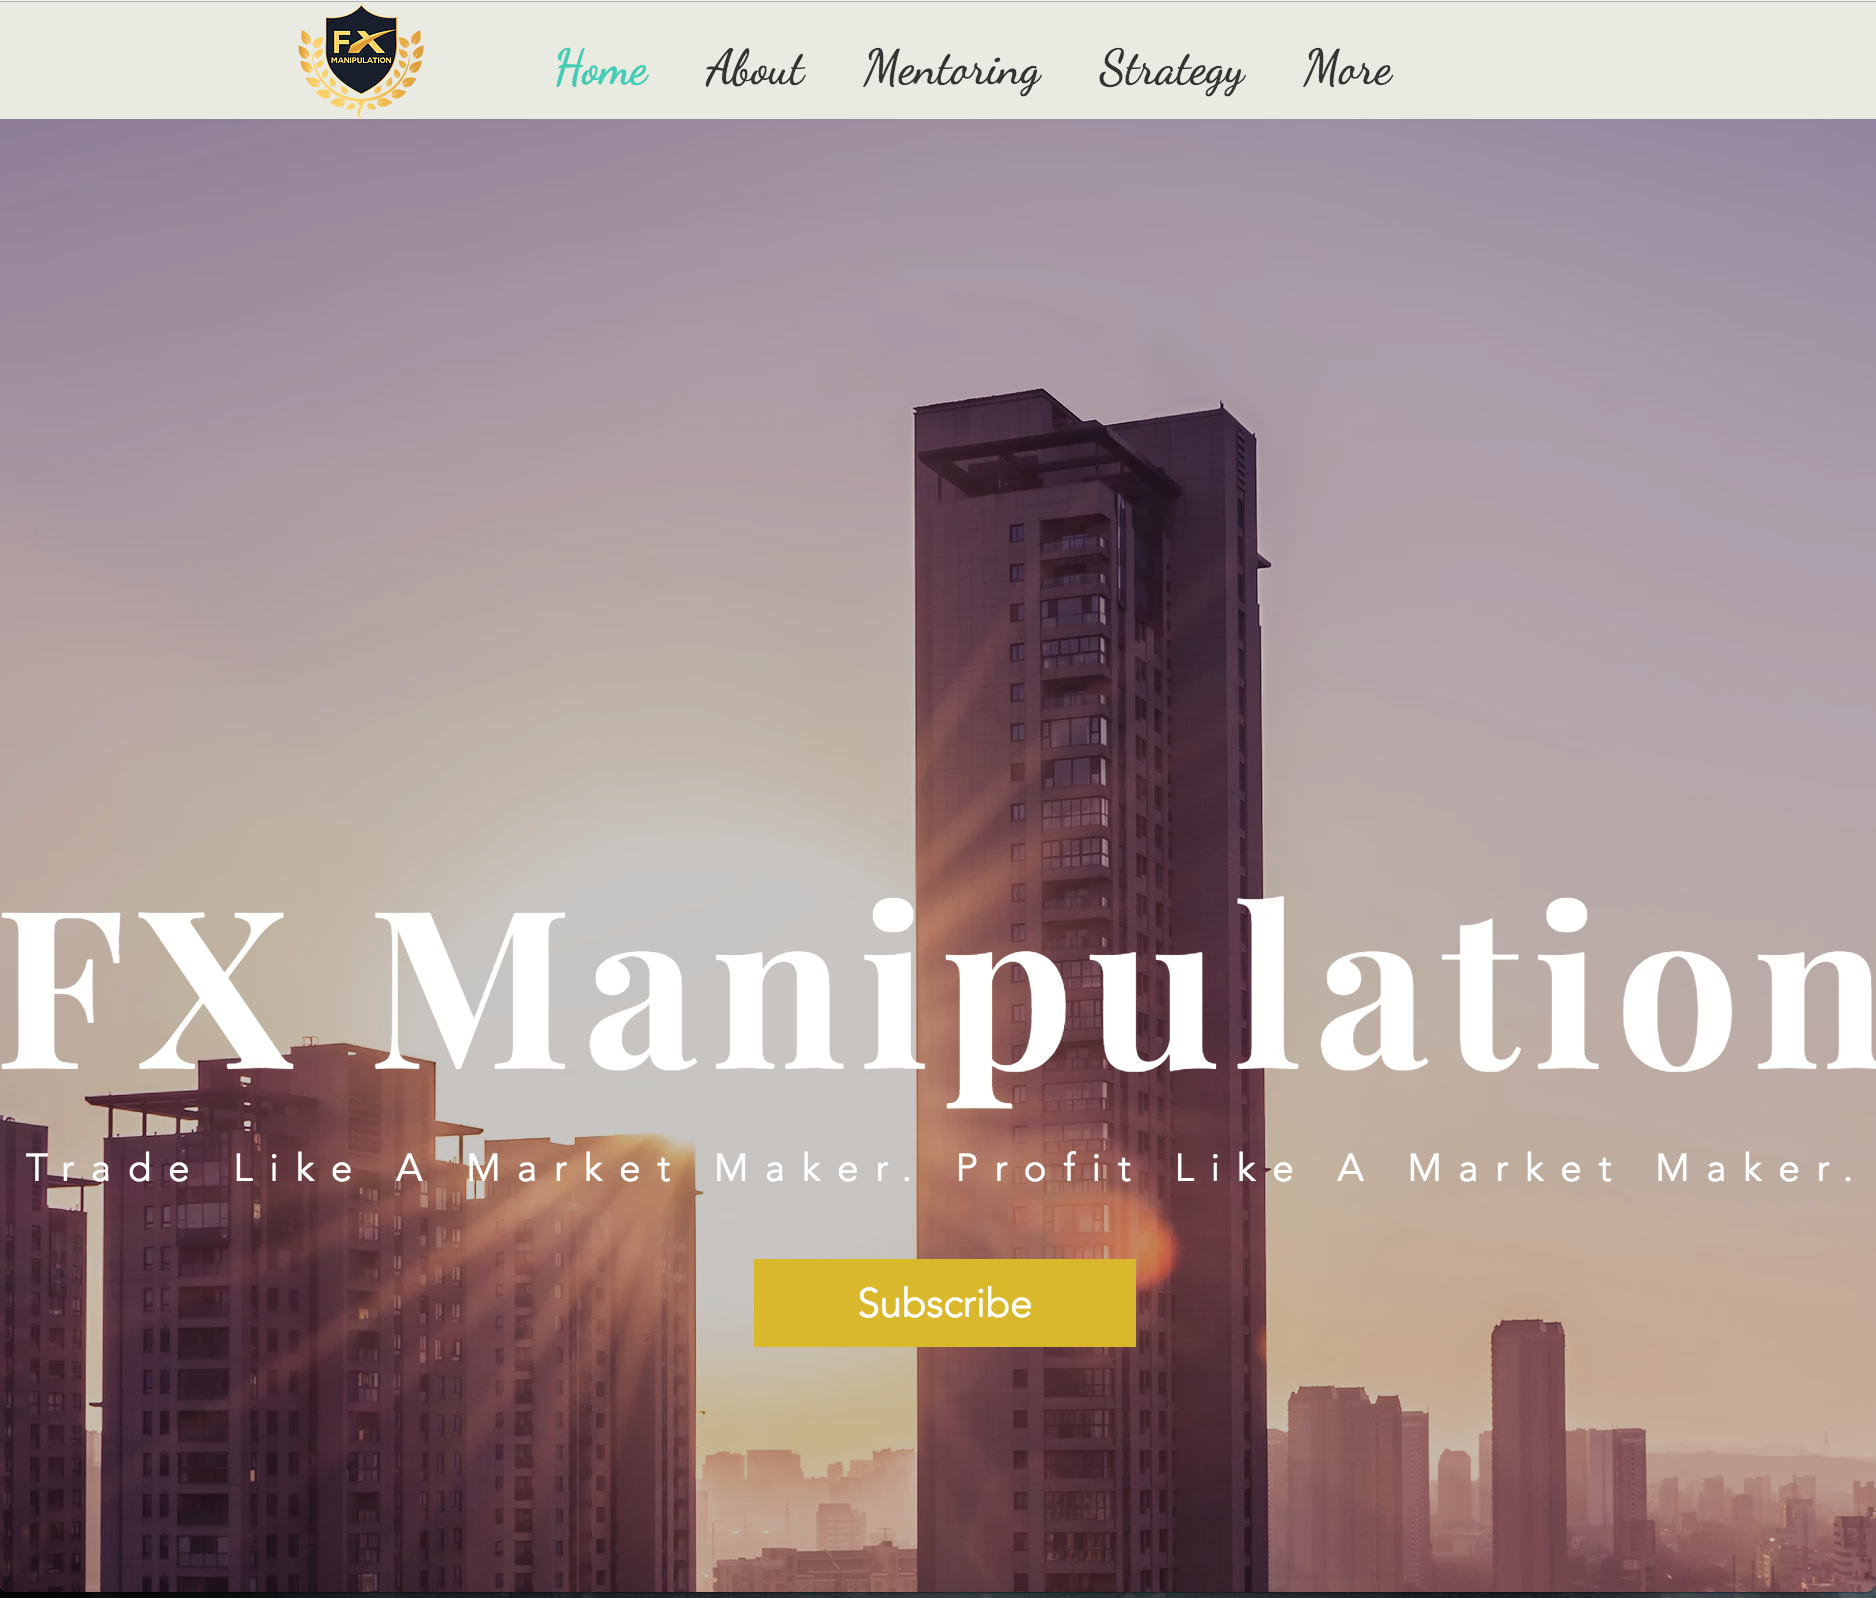 FX
MANIPULATION
Home About Mentoring Strategy More
FX Manipulation
Trade Like A Market Maker. Profit Like A Market Maker.
Subscribe